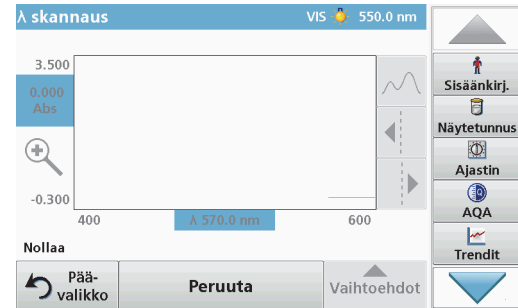 λ skannaus
VIS 550.0 nm
3.500
0.000
Abs
-0.300
400
λ 570.0 nm
600
Nollaa
Pää-
valikko
Peruuta
Vaihtoehdot
Sisäänkirj.
Näytetunnus
Ajastin
AQA
Trendit